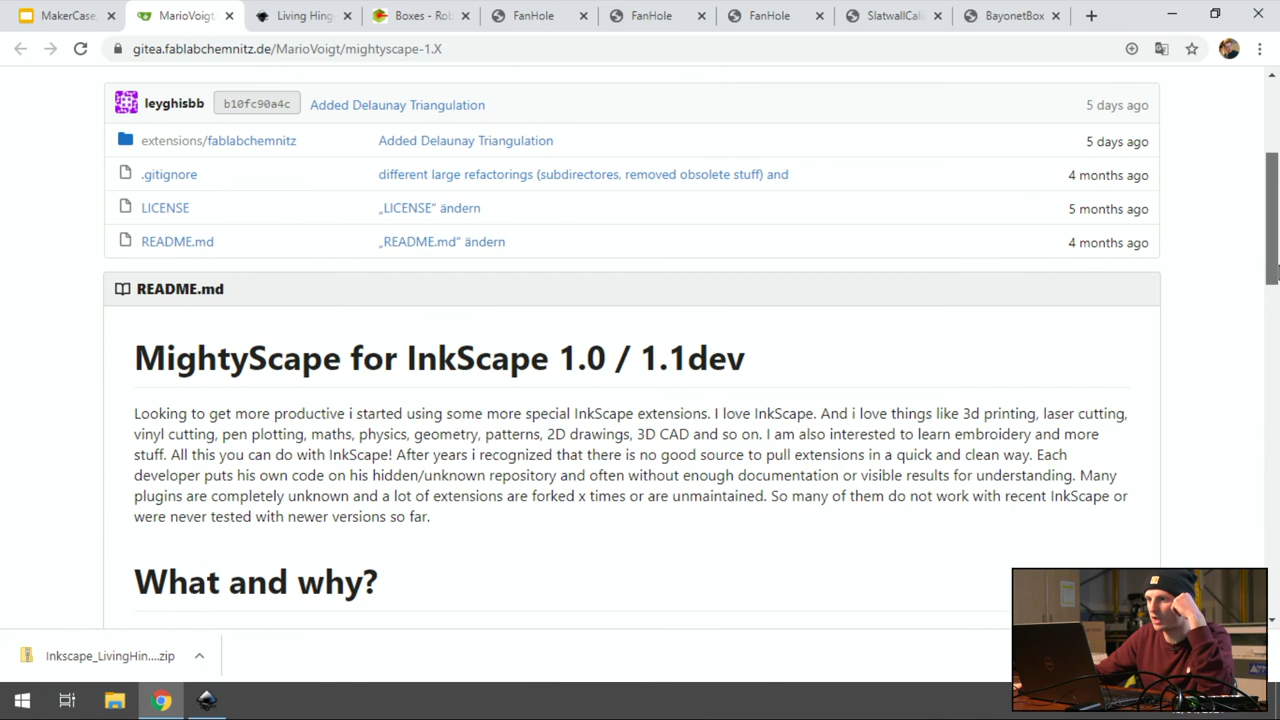 MakerCase
MarioVoigt
Living Hing
Boxes - Rob
FanHole
FanHole
FanHole
SlatwallCali
BayonetBox
gitea.fablabchemnitz.de/MarioVoigt/mightyscape-1.X
leyghisbb b10fc90a4c Added Delaunay Triangulation 5 days ago
extensions/fablabchemnitz Added Delaunay Triangulation 5 days ago
.gitignore different large refactorings (subdirectores, removed obsolete stuff) and 4 months ago
LICENSE „LICENSE“ ändern 5 months ago
README.md „README.md“ ändern 4 months ago
README.md
MightyScape for InkScape 1.0 / 1.1dev
Looking to get more productive i started using some more special InkScape extensions. I love InkScape. And i love things like 3d printing, laser cutting,
vinyl cutting, pen plotting, maths, physics, geometry, patterns, 2D drawings, 3D CAD and so on. I am also interested to learn embroidery and more
stuff. All this you can do with InkScape! After years i recognized that there is no good source to pull extensions in a quick and clean way. Each
developer puts his own code on his hidden/unknown repository and often without enough documentation or visible results for understanding. Many
plugins are completely unknown and a lot of extensions are forked x times or are unmaintained. So many of them do not work with recent InkScape or
were never tested with newer versions so far.
What and why?
Inkscape_LivingHin....zip